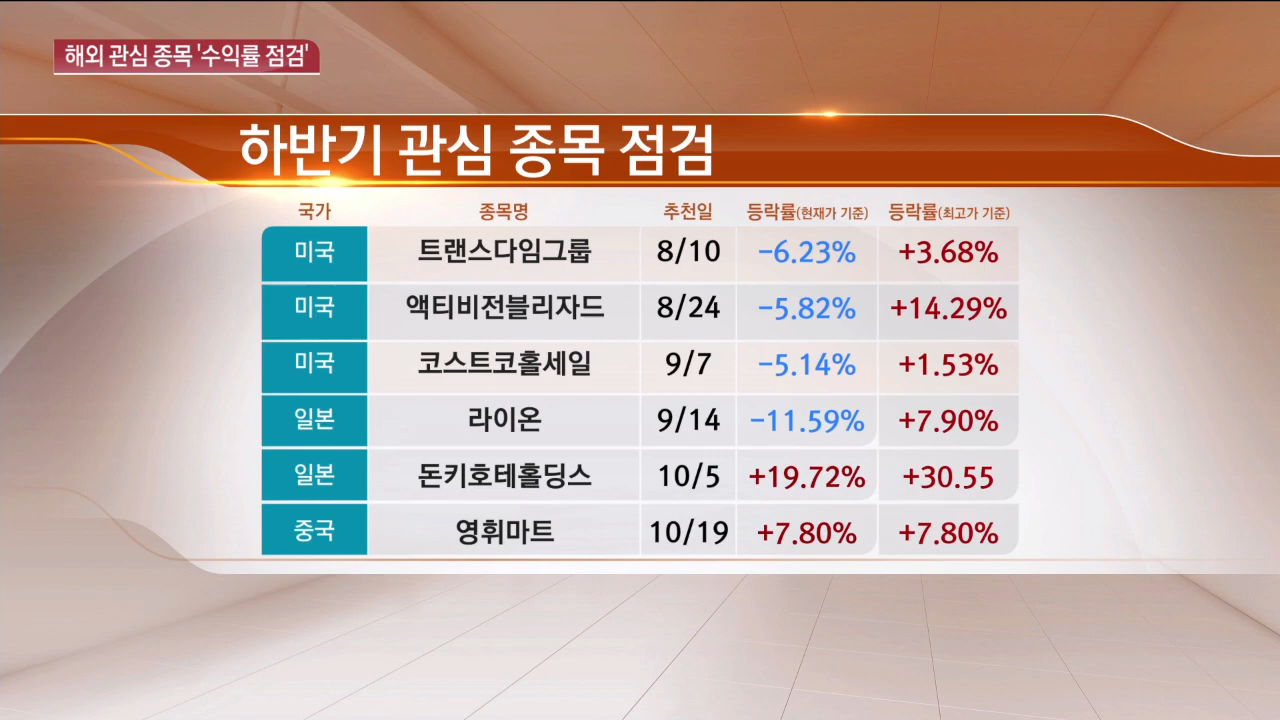 해외 관심 종목 '수익률 점검'
하반기 관심 종목 점검
국가 종목명 추천일 등락률(현재가 기준) 등락률(최고가 기준)
미국 트랜스다임그룹 8/10 -6.23% +3.68%
미국 액티비전블리자드 8/24 -5.82% +14.29%
미국 코스트코홀세일 9/7 -5.14% +1.53%
일본 라이온 9/14 -11.59% +7.90%
일본 돈키호테홀딩스 10/5 +19.72% +30.55
중국 영휘마트 10/19 +7.80% +7.80%